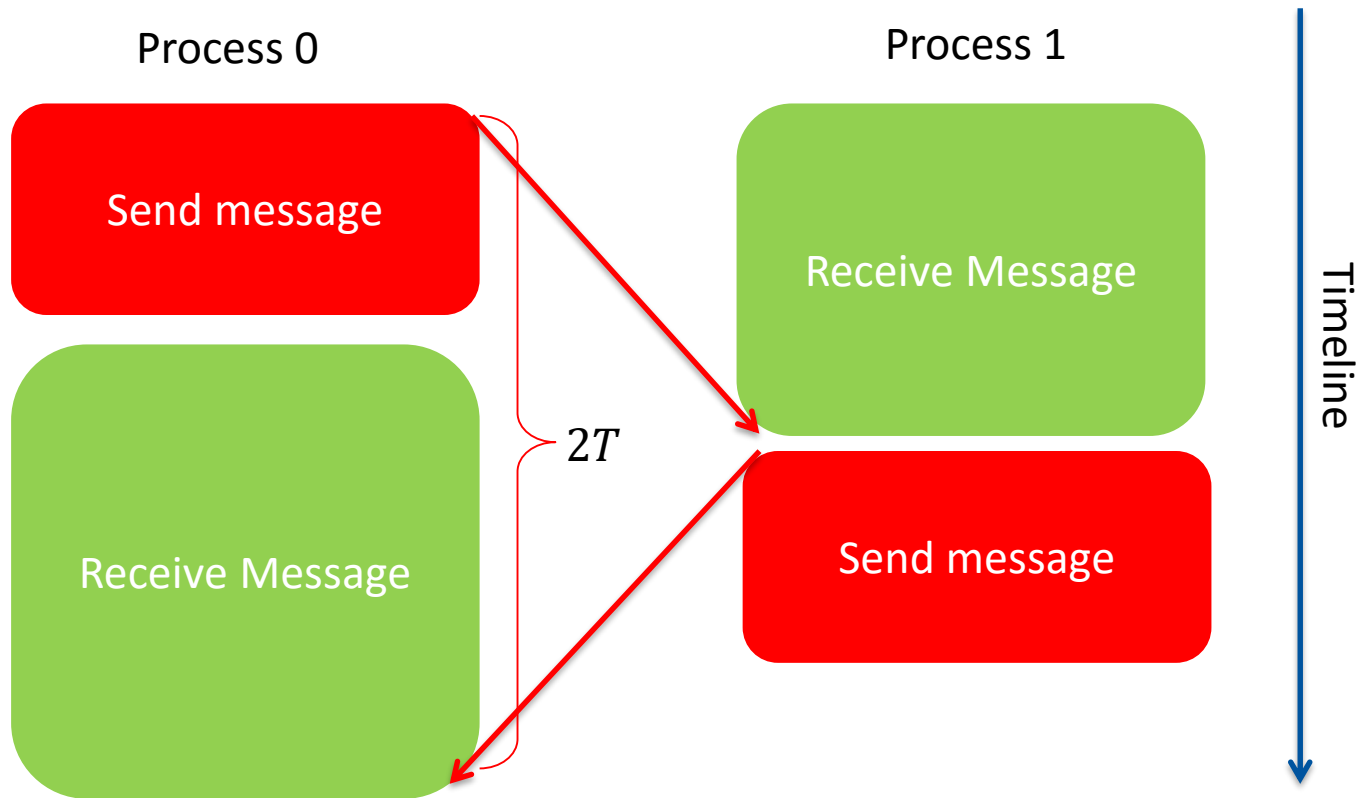 Process 0
Process 1
Send message
Receive Message
2T
Receive Message
Send message
Timeline